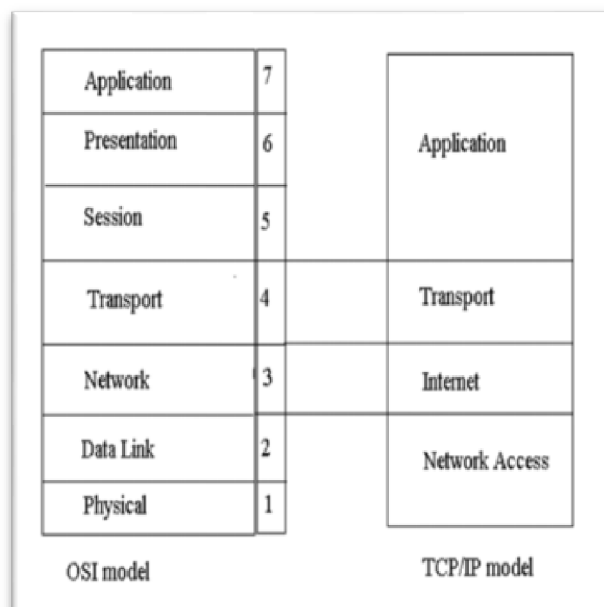 Application 7
Presentation 6
Session 5
Transport 4
Network 3
Data Link 2
Physical 1
OSI model
Application
Transport
Internet
Network Access
TCP/IP model